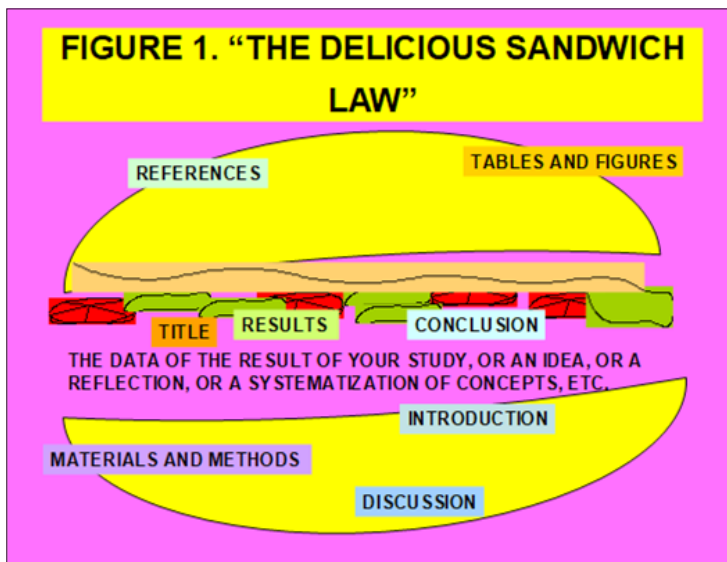 FIGURE 1. “THE DELICIOUS SANDWICH
LAW”
REFERENCES
TABLES AND FIGURES
TITLE
RESULTS
CONCLUSION
THE DATA OF THE RESULT OF YOUR STUDY, OR AN IDEA, OR A
REFLECTION, OR A SYSTEMATIZATION OF CONCEPTS, ETC.
INTRODUCTION
MATERIALS AND METHODS
DISCUSSION